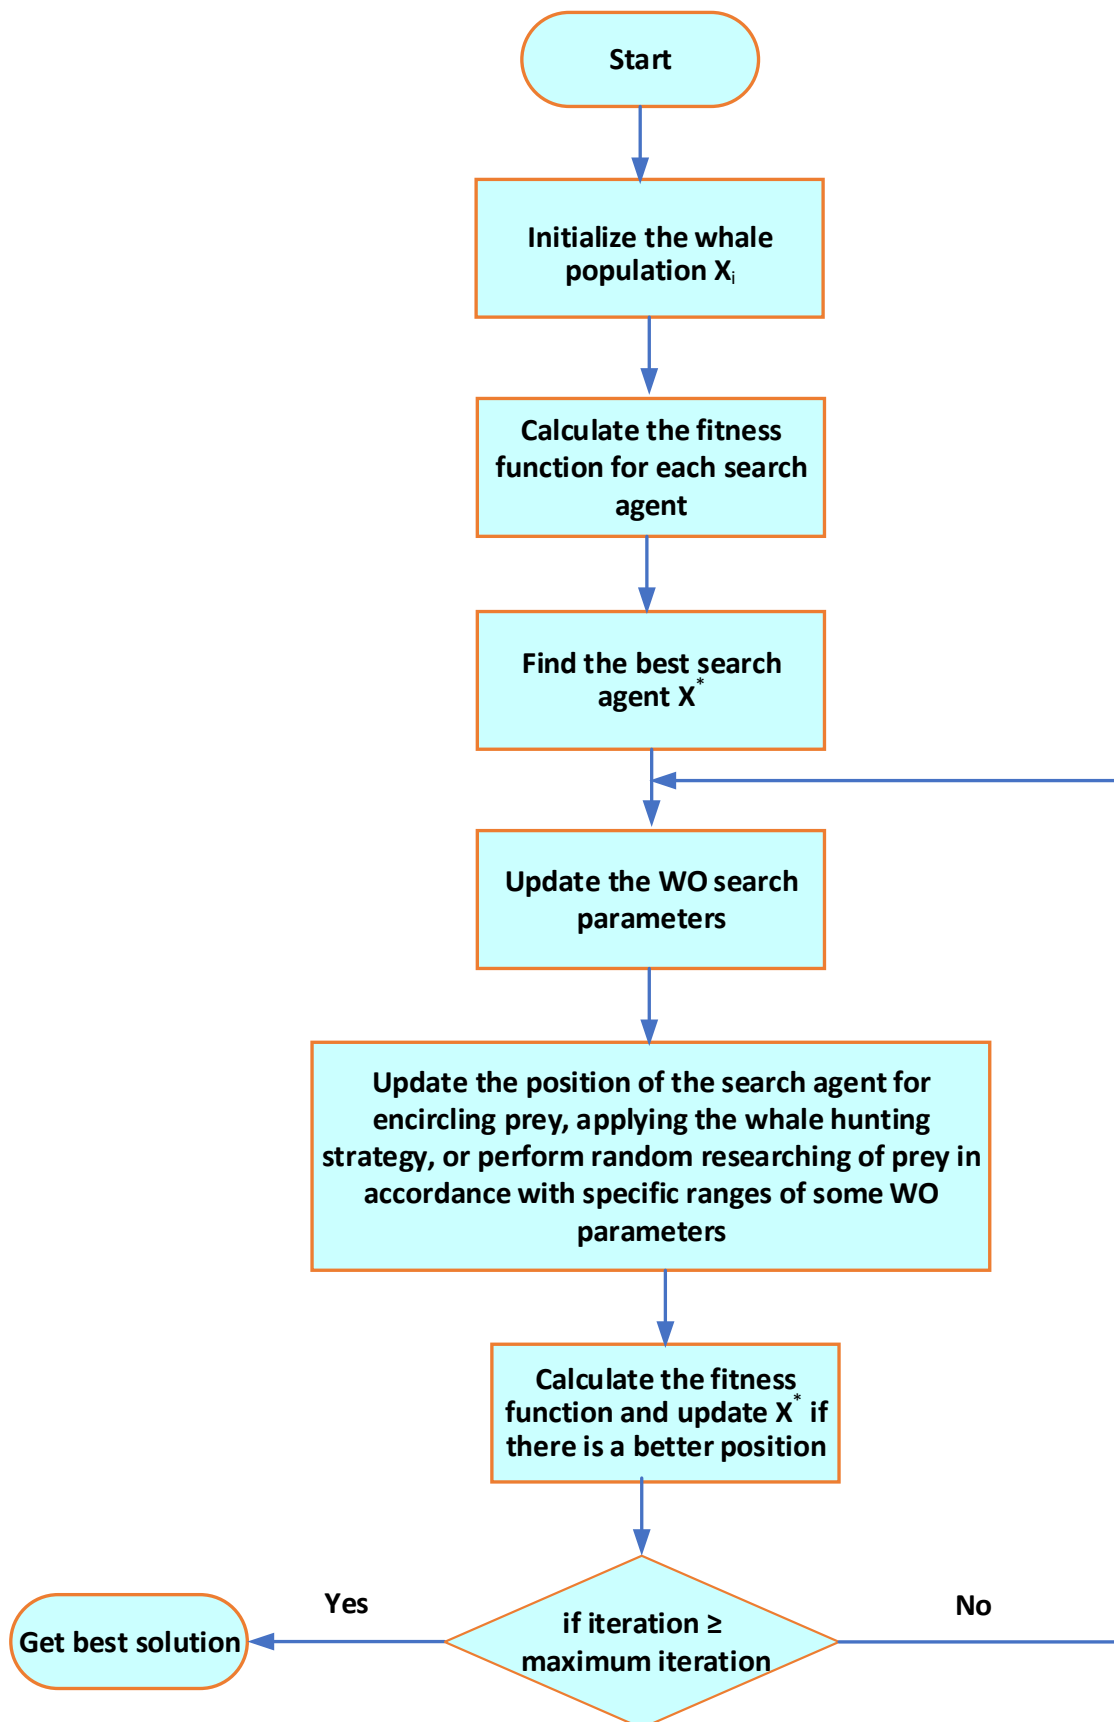 Start
Initialize the whale
population Xᵢ
Calculate the fitness
function for each search
agent
Find the best search
agent X*
Update the WO search
parameters
Update the position of the search agent for
encircling prey, applying the whale hunting
strategy, or perform random researching of prey in
accordance with specific ranges of some WO
parameters
Calculate the fitness
function and update X* if
there is a better position
if iteration ≥
maximum iteration
Yes
No
Get best solution